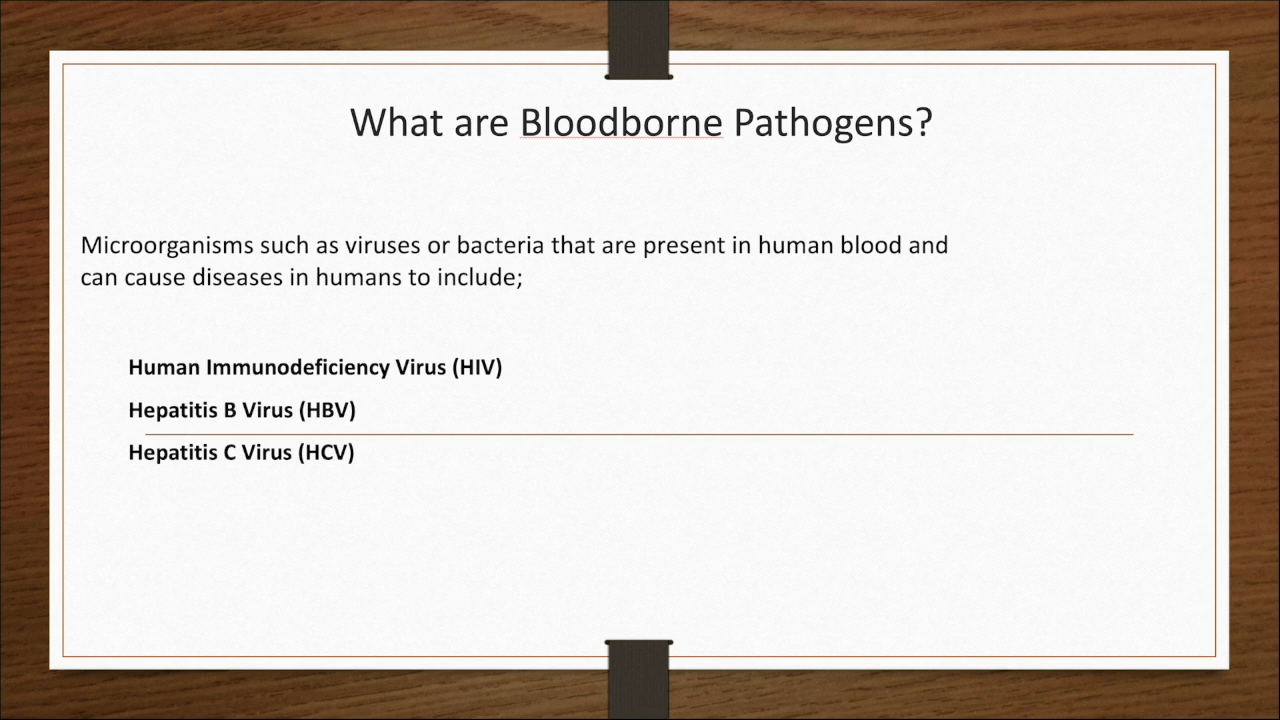 What are Bloodborne Pathogens?
Microorganisms such as viruses or bacteria that are present in human blood and
can cause diseases in humans to include;
Human Immunodeficiency Virus (HIV)
Hepatitis B Virus (HBV)
Hepatitis C Virus (HCV)